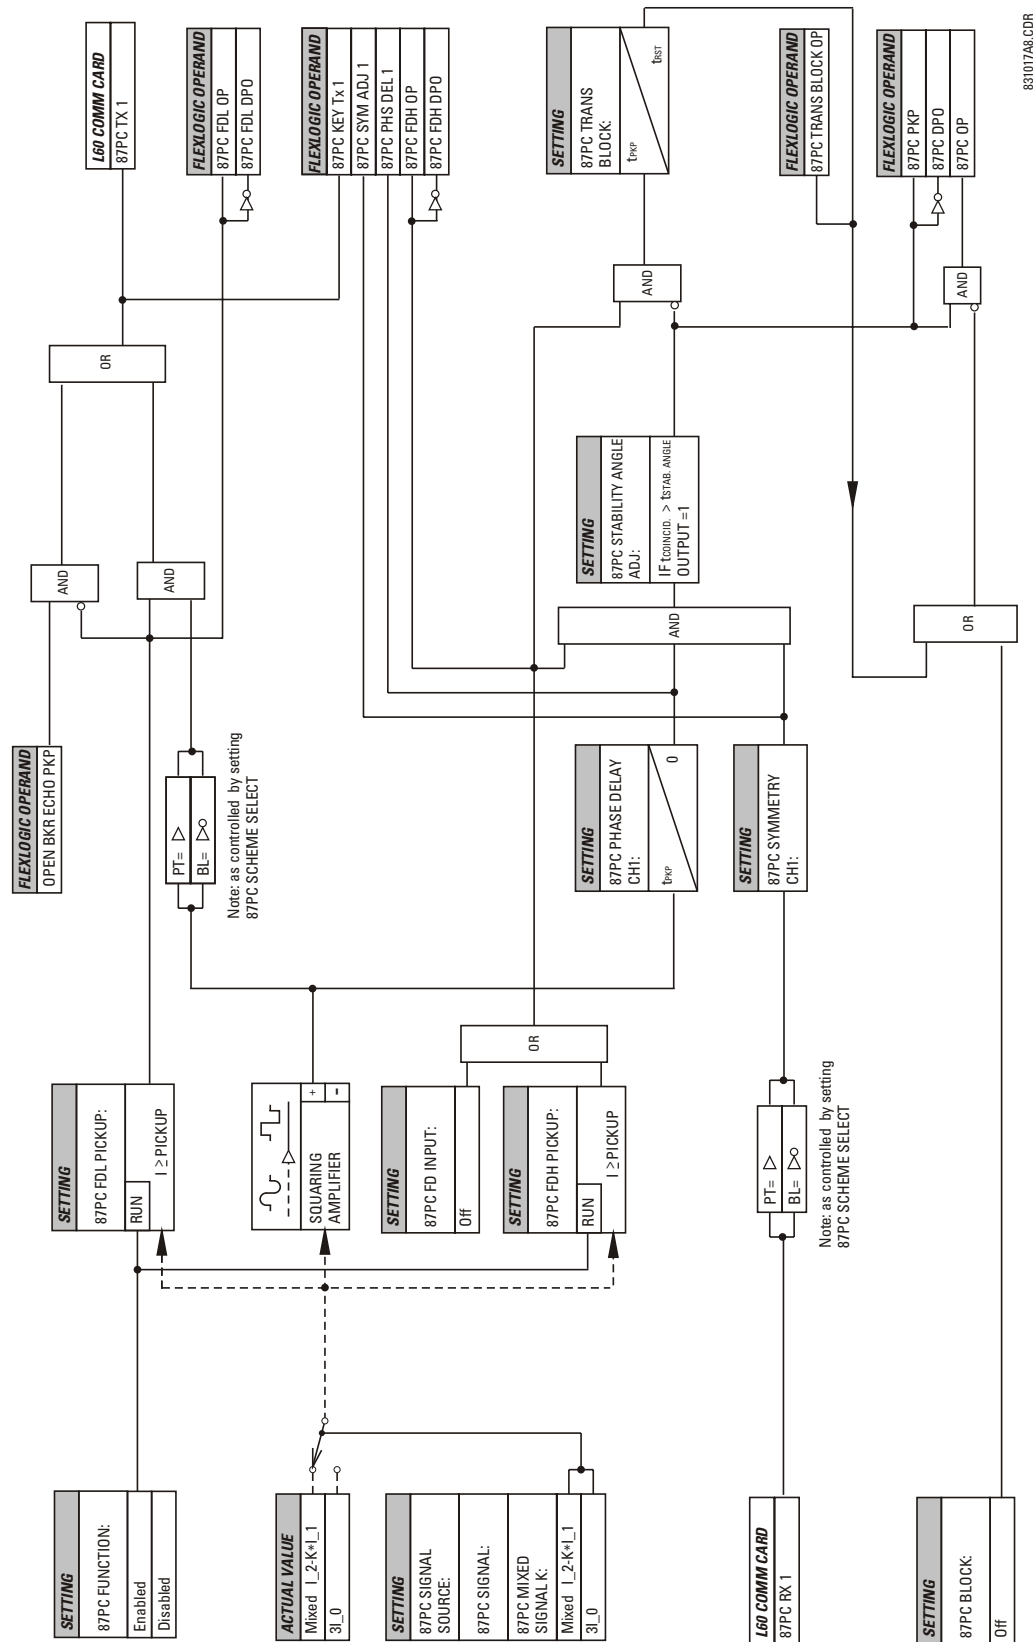 SETTING
87PC FUNCTION:
Enabled
Disabled
ACTUAL VALUE
Mixed I_2-K*I_1
3I_0
SETTING
87PC SIGNAL
SOURCE:
87PC SIGNAL:
87PC MIXED
SIGNAL K:
Mixed I_2-K*I_1
3I_0
L60 COMM CARD
87PC RX 1
SETTING
87PC BLOCK:
Off
SETTING
87PC FDL PICKUP:
RUN
I ≥ PICKUP
SQUARING
AMPLIFIER
+
-
SETTING
87PC FD INPUT:
Off
SETTING
87PC FDH PICKUP:
RUN
I ≥ PICKUP
OR
PT=
BL=
Note: as controlled by setting
87PC SCHEME SELECT
FLEXLOGIC OPERAND
OPEN BKR ECHO PKP
PT=
BL=
Note: as controlled by setting
87PC SCHEME SELECT
SETTING
87PC PHASE DELAY
CH1:
tPKP
0
SETTING
87PC SYMMETRY
CH1:
AND
AND
AND
OR
SETTING
87PC STABILITY ANGLE
ADJ:
IF tCOINCID. > tSTAB. ANGLE
OUTPUT =1
OR
AND
AND
L60 COMM CARD
87PC TX 1
FLEXLOGIC OPERAND
87PC FDL OP
87PC FDL DPO
FLEXLOGIC OPERAND
87PC KEY Tx 1
87PC SYM ADJ 1
87PC PHS DEL 1
87PC FDH OP
87PC FDH DPO
SETTING
87PC TRANS
BLOCK:
tPKP
tRST
FLEXLOGIC OPERAND
87PC TRANS BLOCK OP
FLEXLOGIC OPERAND
87PC PKP
87PC DPO
87PC OP
831017A8.CDR